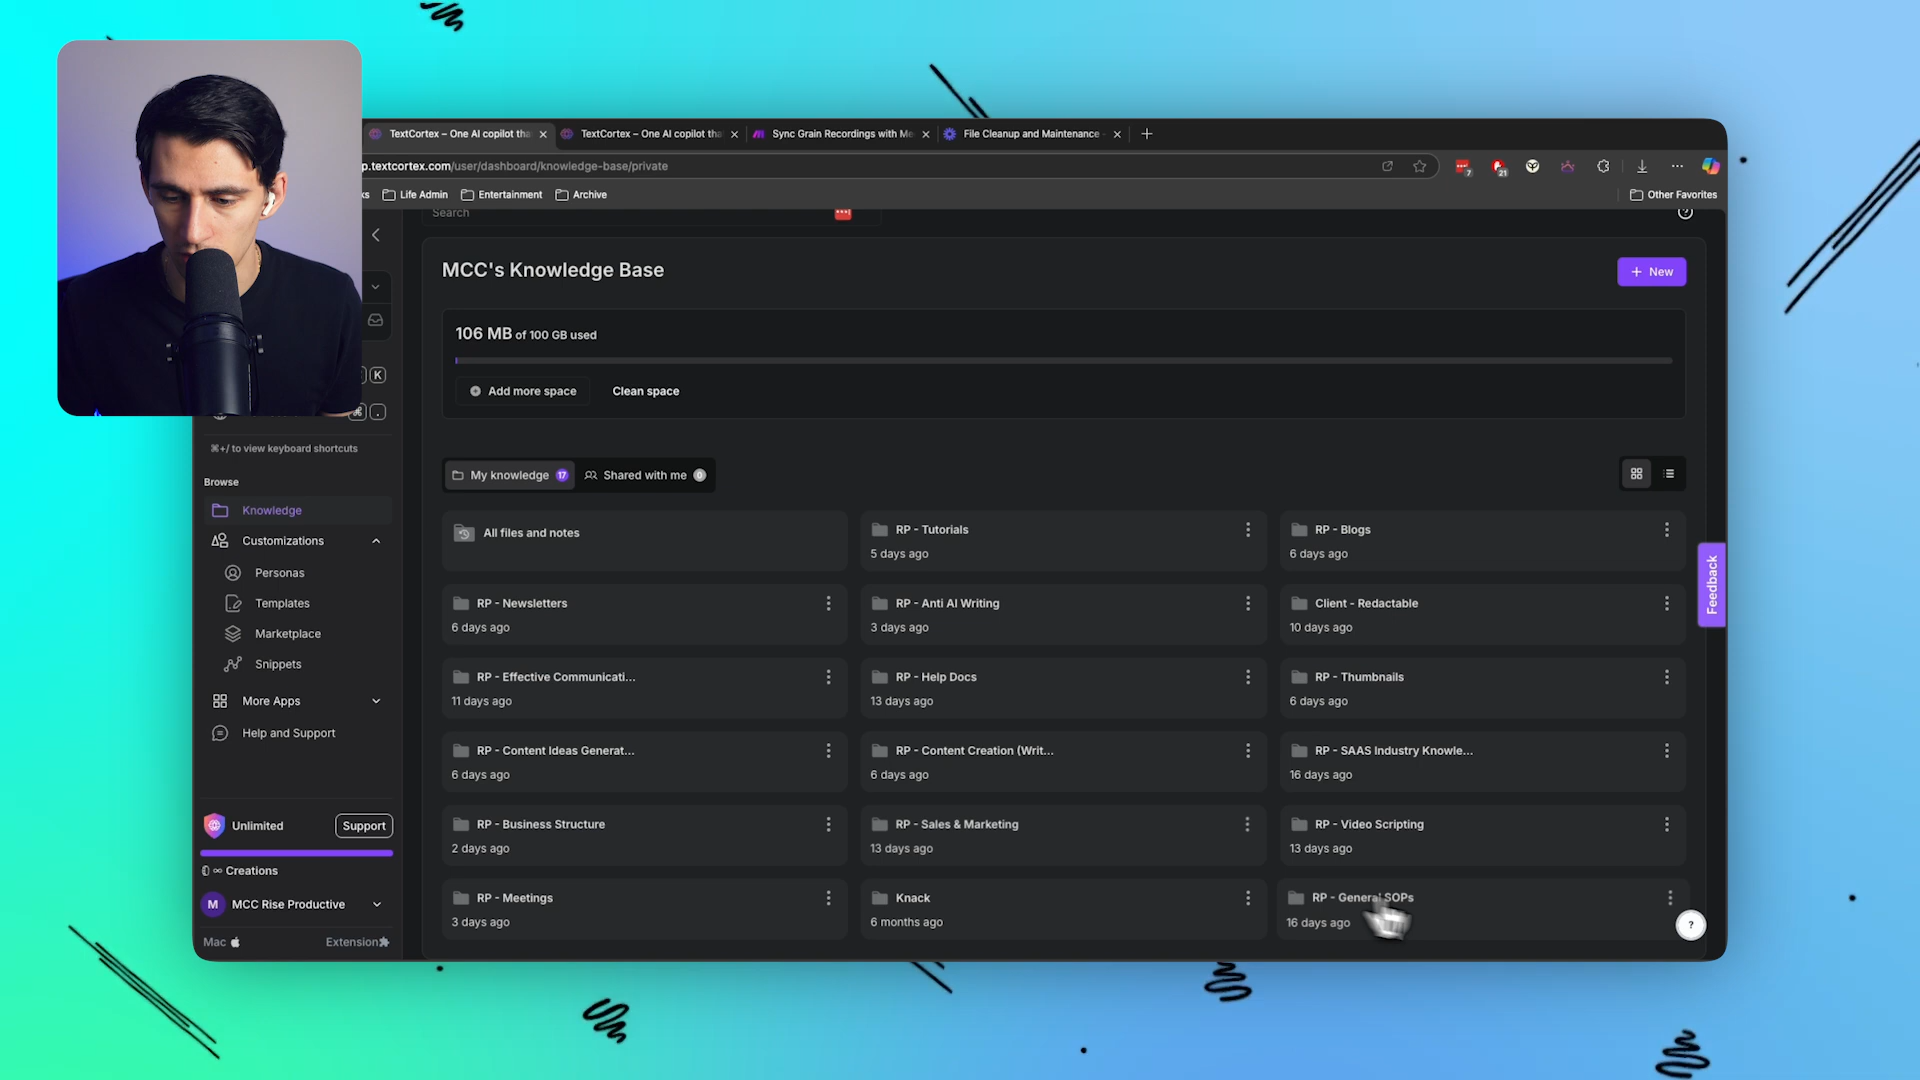 TextCortex – One AI copilot tha
TextCortex – One AI copilot tha
Sync Grain Recordings with Me
File Cleanup and Maintenance
p.textcortex.com/user/dashboard/knowledge-base/private
7
21
ks
Life Admin
Entertainment
Archive
Other Favorites
Search
MCC's Knowledge Base
+ New
106 MB of 100 GB used
Add more space
Clean space
K
⌘ .
⌘+/ to view keyboard shortcuts
Browse
Knowledge
Customizations
Personas
Templates
Marketplace
Snippets
More Apps
Help and Support
Unlimited
Support
∞ Creations
M MCC Rise Productive
Mac
Extension
My knowledge 17
Shared with me 0
All files and notes
RP - Tutorials
5 days ago
RP - Blogs
6 days ago
RP - Newsletters
6 days ago
RP - Anti AI Writing
3 days ago
Client - Redactable
10 days ago
RP - Effective Communicati...
11 days ago
RP - Help Docs
13 days ago
RP - Thumbnails
6 days ago
RP - Content Ideas Generat...
6 days ago
RP - Content Creation (Writ...
6 days ago
RP - SAAS Industry Knowle...
16 days ago
RP - Business Structure
2 days ago
RP - Sales & Marketing
13 days ago
RP - Video Scripting
13 days ago
RP - Meetings
3 days ago
Knack
6 months ago
RP - General SOPs
16 days ago
Feedback
?